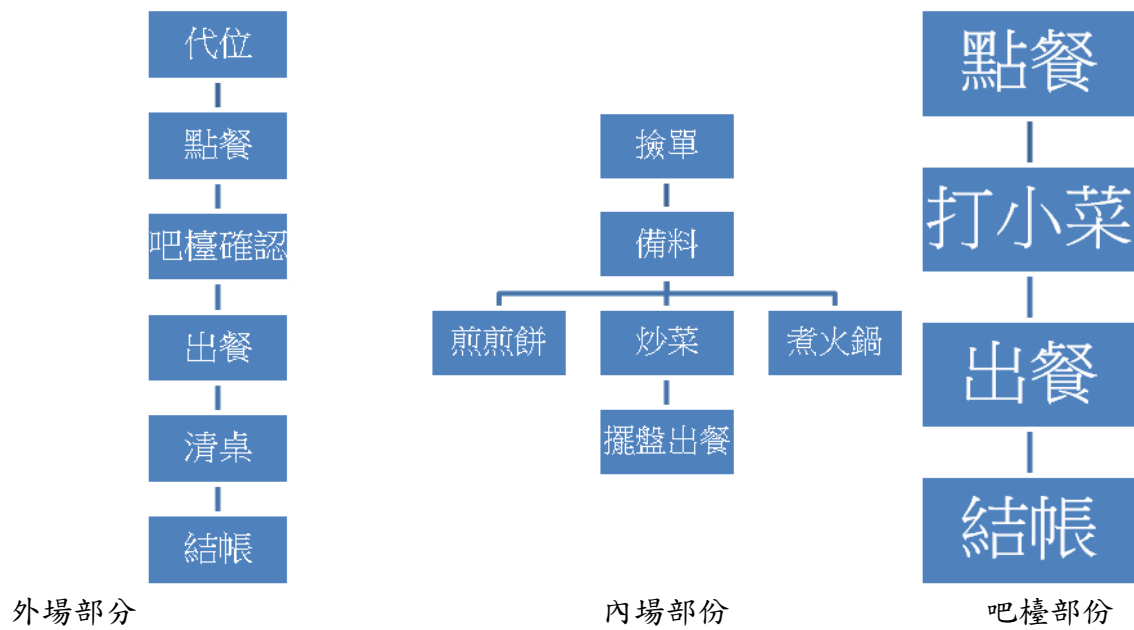 代位
點餐
吧檯確認
出餐
清桌
結帳
外場部分
撿單
備料
煎煎餅
炒菜
煮火鍋
擺盤出餐
內場部份
點餐
打小菜
出餐
結帳
吧檯部份